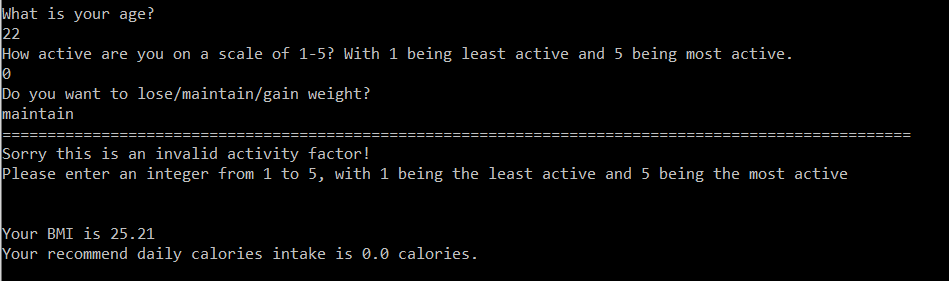 What is your age?
22
How active are you on a scale of 1-5? With 1 being least active and 5 being most active.
0
Do you want to lose/maintain/gain weight?
maintain
=====================================================================================================
Sorry this is an invalid activity factor!
Please enter an integer from 1 to 5, with 1 being the least active and 5 being the most active
Your BMI is 25.21
Your recommend daily calories intake is 0.0 calories.